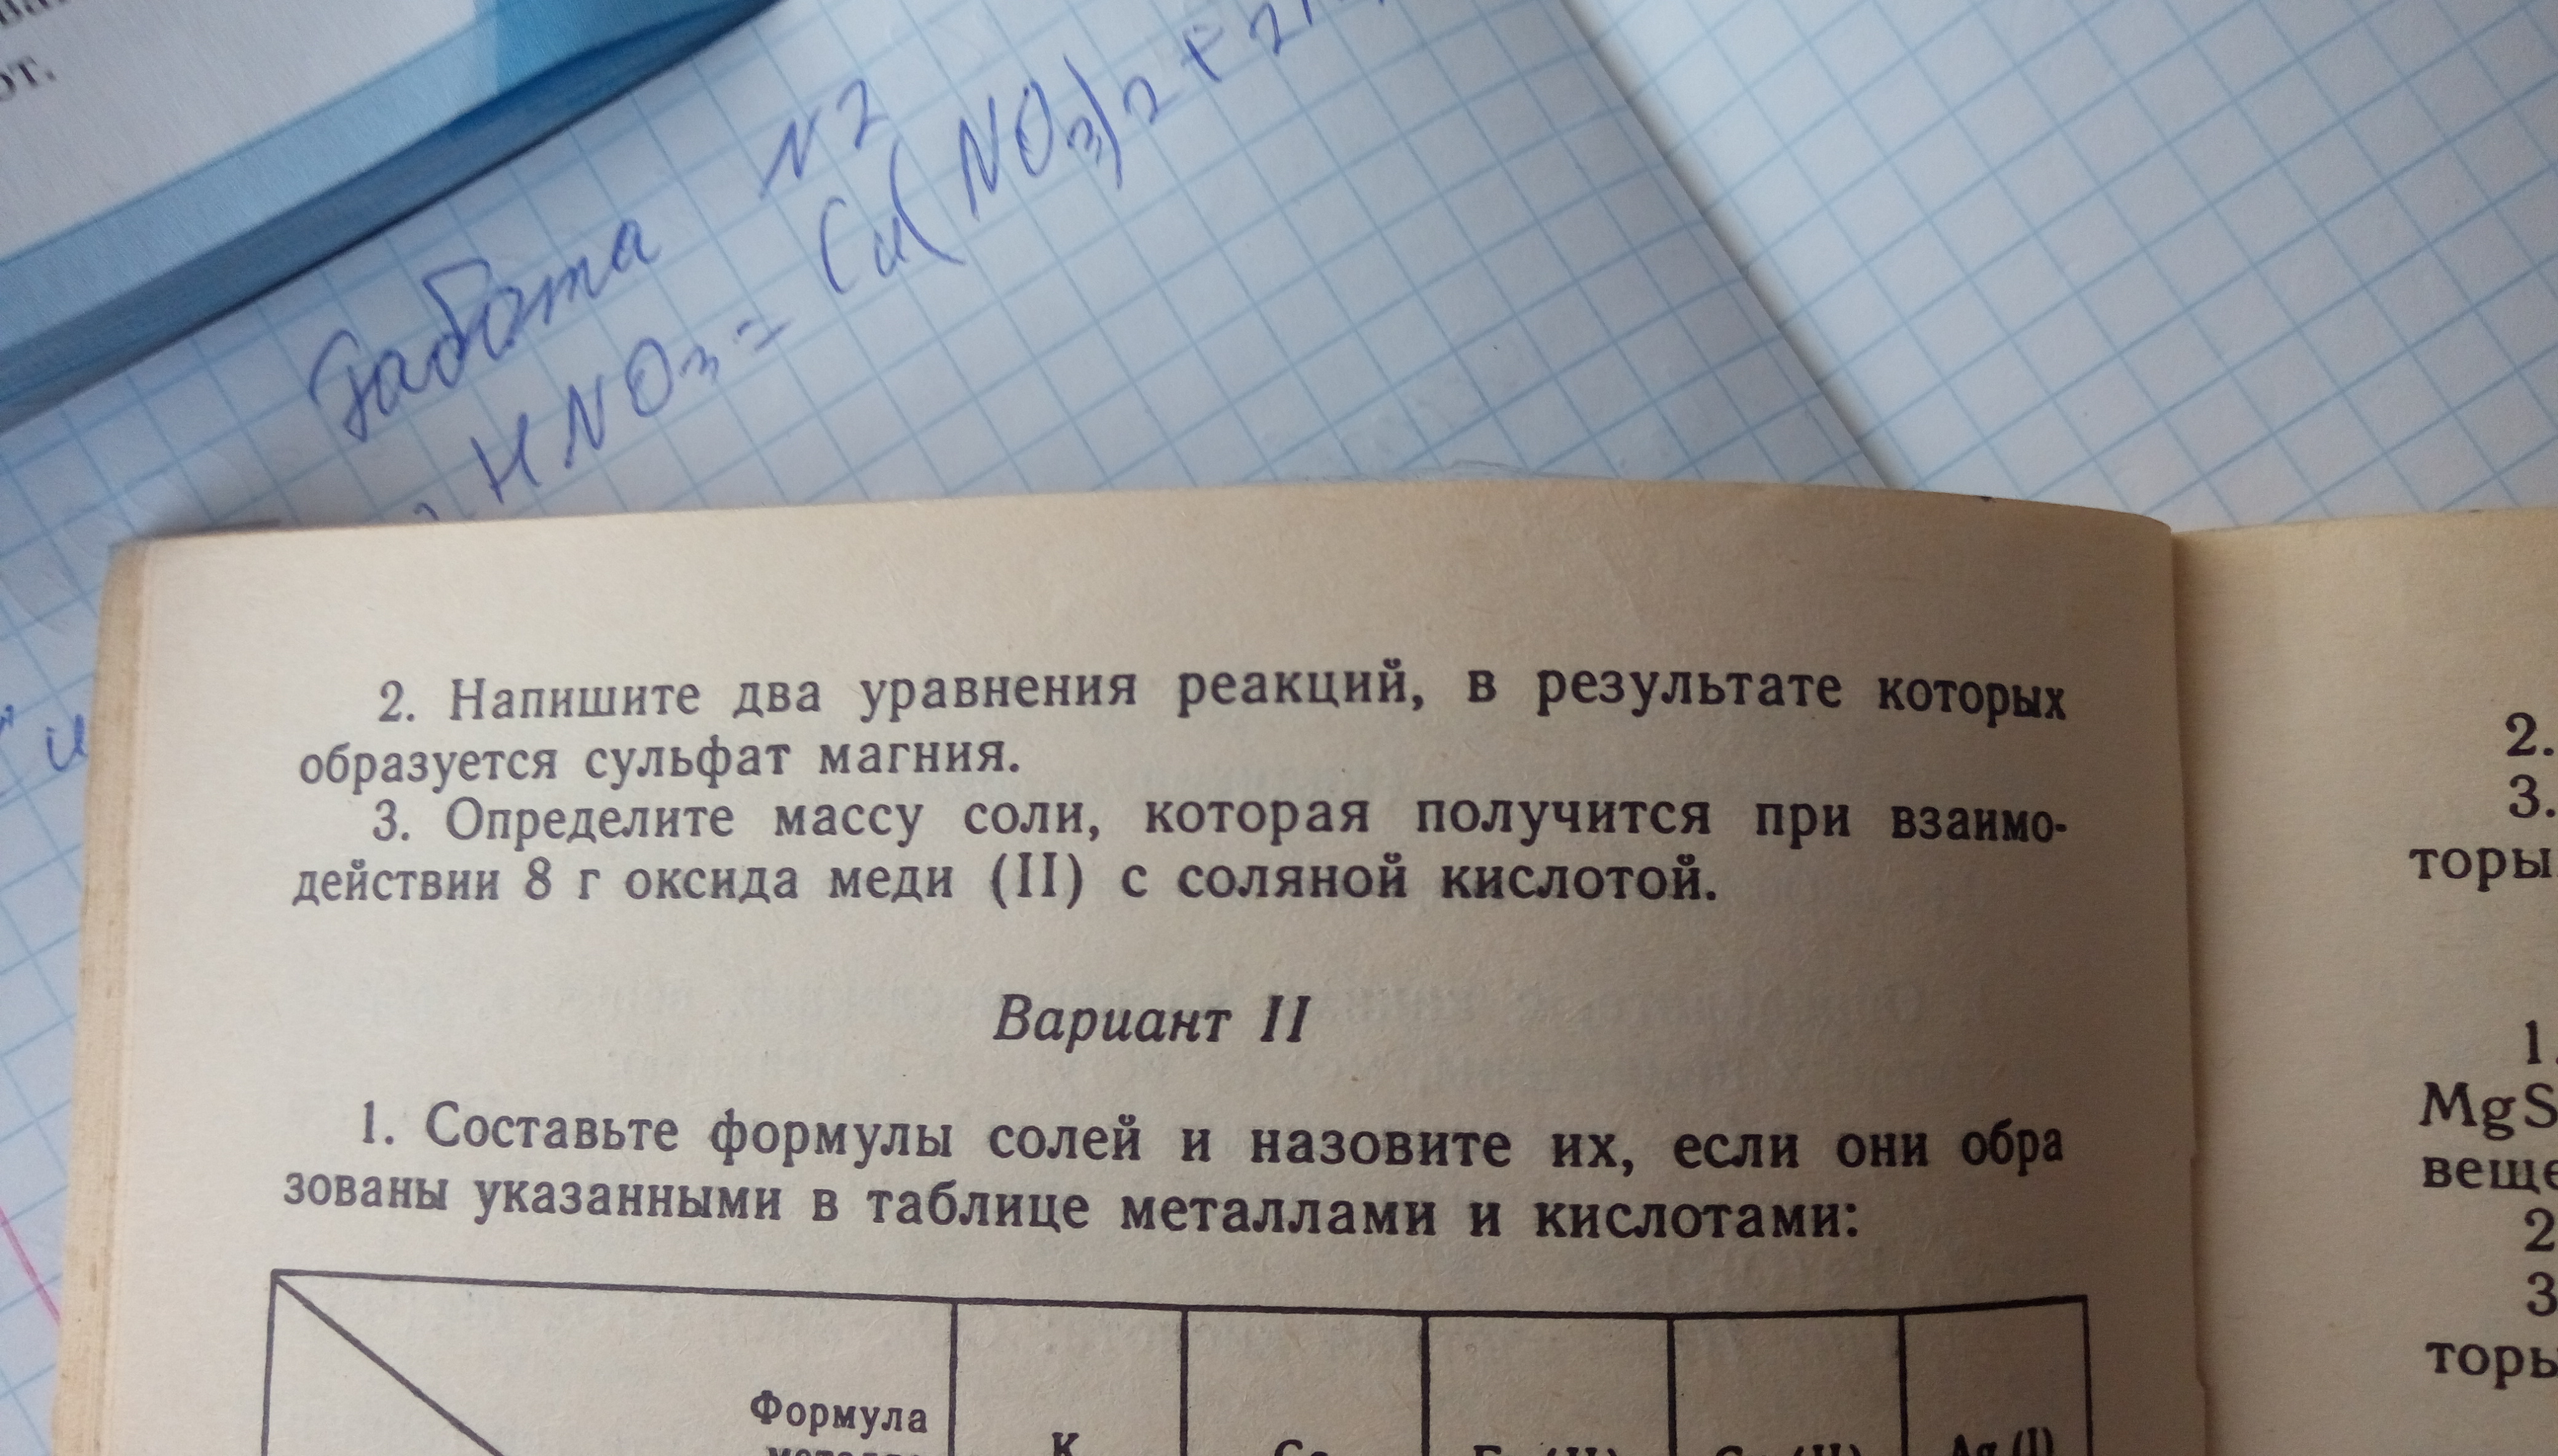 от.
работа N 2
HNO₃ = Cu(NO₃)₂ +
2. Напишите два уравнения реакций, в результате которых
образуется сульфат магния.
3. Определите массу соли, которая получится при взаимо-
действии 8 г оксида меди (II) с соляной кислотой.
Вариант II
1. Составьте формулы солей и назовите их, если они обра
зованы указанными в таблице металлами и кислотами:
Формула
K
Ag (I)
2.
3.
торы
1.
MgS
веще
2
3
торы